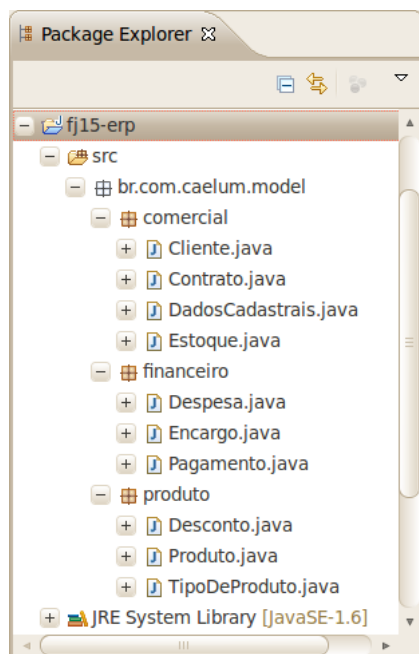 Package Explorer
fj15-erp
src
br.com.caelum.model
comercial
Cliente.java
Contrato.java
DadosCadastrais.java
Estoque.java
financeiro
Despesa.java
Encargo.java
Pagamento.java
produto
Desconto.java
Produto.java
TipoDeProduto.java
JRE System Library [JavaSE-1.6]